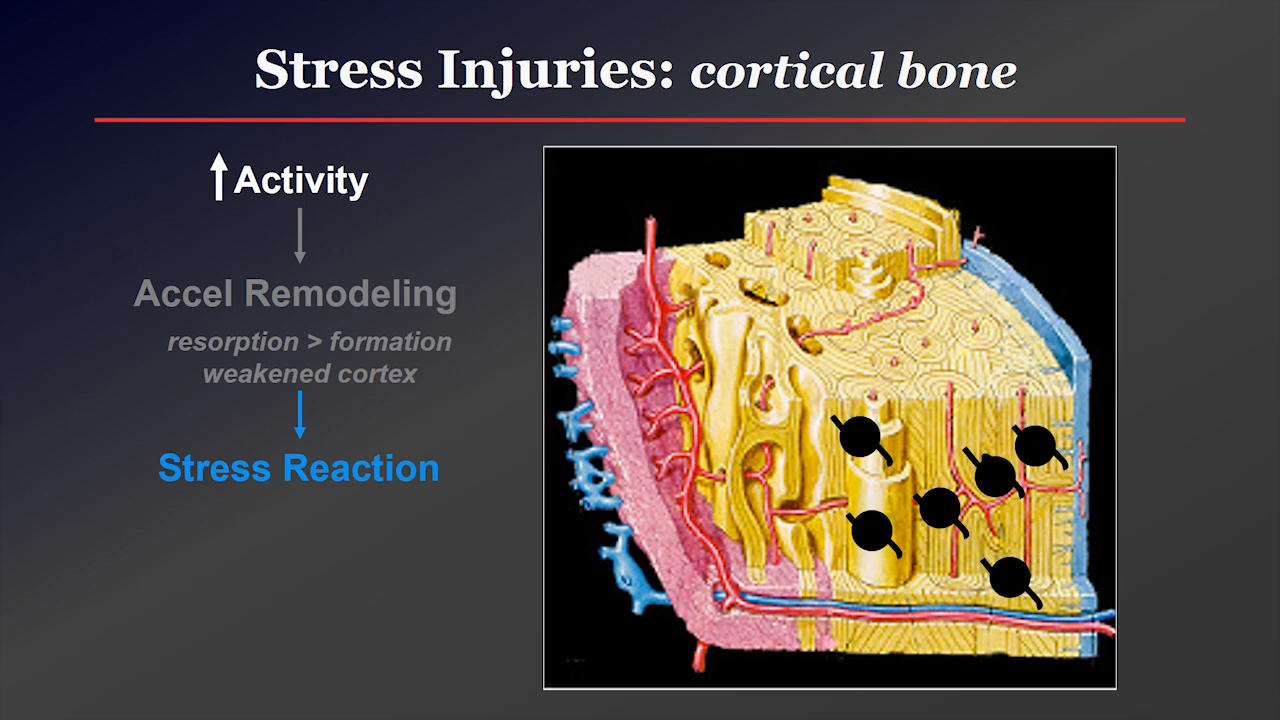 Stress Injuries: cortical bone
Activity
Accel Remodeling
resorption > formation
weakened cortex
Stress Reaction